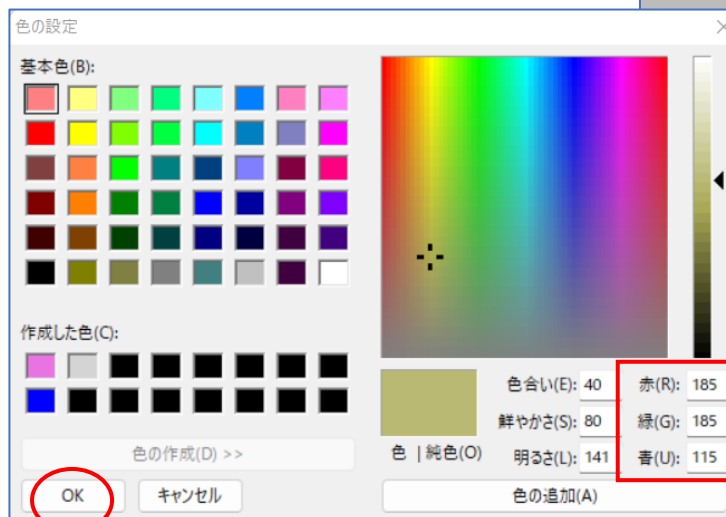 色の設定
基本色(B):
作成した色(C):
色の作成(D) >>
OK
キャンセル
色 | 純色(O)
色合い(E): 40
鮮やかさ(S): 80
明るさ(L): 141
赤(R): 185
緑(G): 185
青(U): 115
色の追加(A)